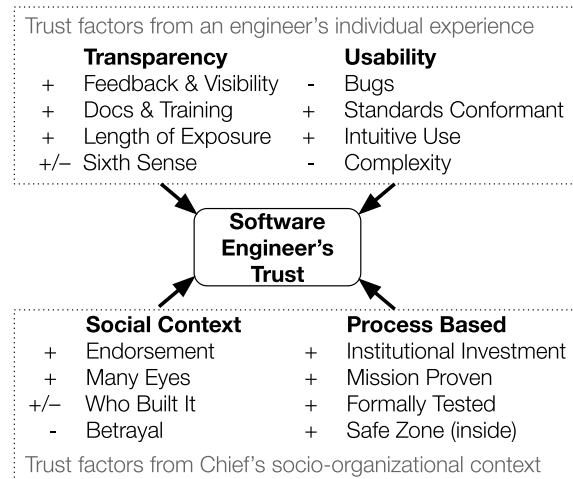 Trust factors from an engineer's individual experience
Transparency
+ Feedback & Visibility
+ Docs & Training
+ Length of Exposure
+/– Sixth Sense
Usability
- Bugs
+ Standards Conformant
+ Intuitive Use
- Complexity
Software
Engineer's
Trust
Social Context
+ Endorsement
+ Many Eyes
+/– Who Built It
- Betrayal
Process Based
+ Institutional Investment
+ Mission Proven
+ Formally Tested
+ Safe Zone (inside)
Trust factors from Chief's socio-organizational context